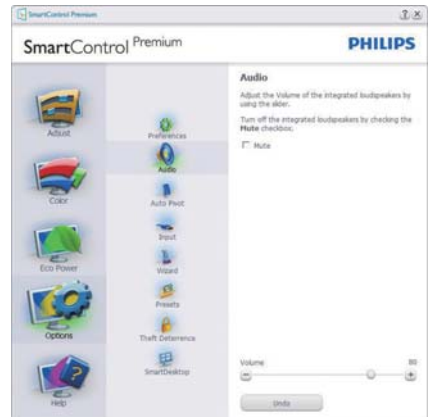 SmartControl Premium
SmartControl Premium
PHILIPS
Adjust
Color
Eco Power
Options
Help
Preferences
Audio
Auto Pivot
Input
Wizard
Presets
Theft Deterrence
SmartDesktop
Audio
Adjust the Volume of the integrated loudspeakers by
using the slider.
Turn off the integrated loudspeakers by checking the
Mute checkbox.
Mute
Volume
80
Undo